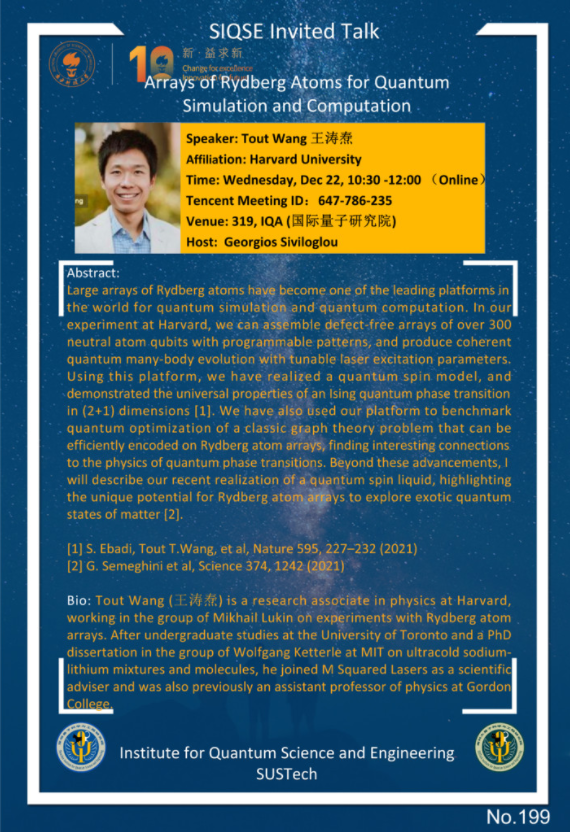 SIQSE Invited Talk
新·益求新
Change for excellence
Arrays of Rydberg Atoms for Quantum
Simulation and Computation
Speaker: Tout Wang 王涛焘
Affiliation: Harvard University
Time: Wednesday, Dec 22, 10:30 -12:00 （Online）
Tencent Meeting ID： 647-786-235
Venue: 319, IQA (国际量子研究院)
Host: Georgios Siviloglou
Abstract:
Large arrays of Rydberg atoms have become one of the leading platforms in
the world for quantum simulation and quantum computation. In our
experiment at Harvard, we can assemble defect-free arrays of over 300
neutral atom qubits with programmable patterns, and produce coherent
quantum many-body evolution with tunable laser excitation parameters.
Using this platform, we have realized a quantum spin model, and
demonstrated the universal properties of an Ising quantum phase transition
in (2+1) dimensions [1]. We have also used our platform to benchmark
quantum optimization of a classic graph theory problem that can be
efficiently encoded on Rydberg atom arrays, finding interesting connections
to the physics of quantum phase transitions. Beyond these advancements, I
will describe our recent realization of a quantum spin liquid, highlighting
the unique potential for Rydberg atom arrays to explore exotic quantum
states of matter [2].
[1] S. Ebadi, Tout T.Wang, et al, Nature 595, 227–232 (2021)
[2] G. Semeghini et al, Science 374, 1242 (2021)
Bio: Tout Wang (王涛焘) is a research associate in physics at Harvard,
working in the group of Mikhail Lukin on experiments with Rydberg atom
arrays. After undergraduate studies at the University of Toronto and a PhD
dissertation in the group of Wolfgang Ketterle at MIT on ultracold sodium-
lithium mixtures and molecules, he joined M Squared Lasers as a scientific
adviser and was also previously an assistant professor of physics at Gordon
College.
Institute for Quantum Science and Engineering
SUSTech
No.199